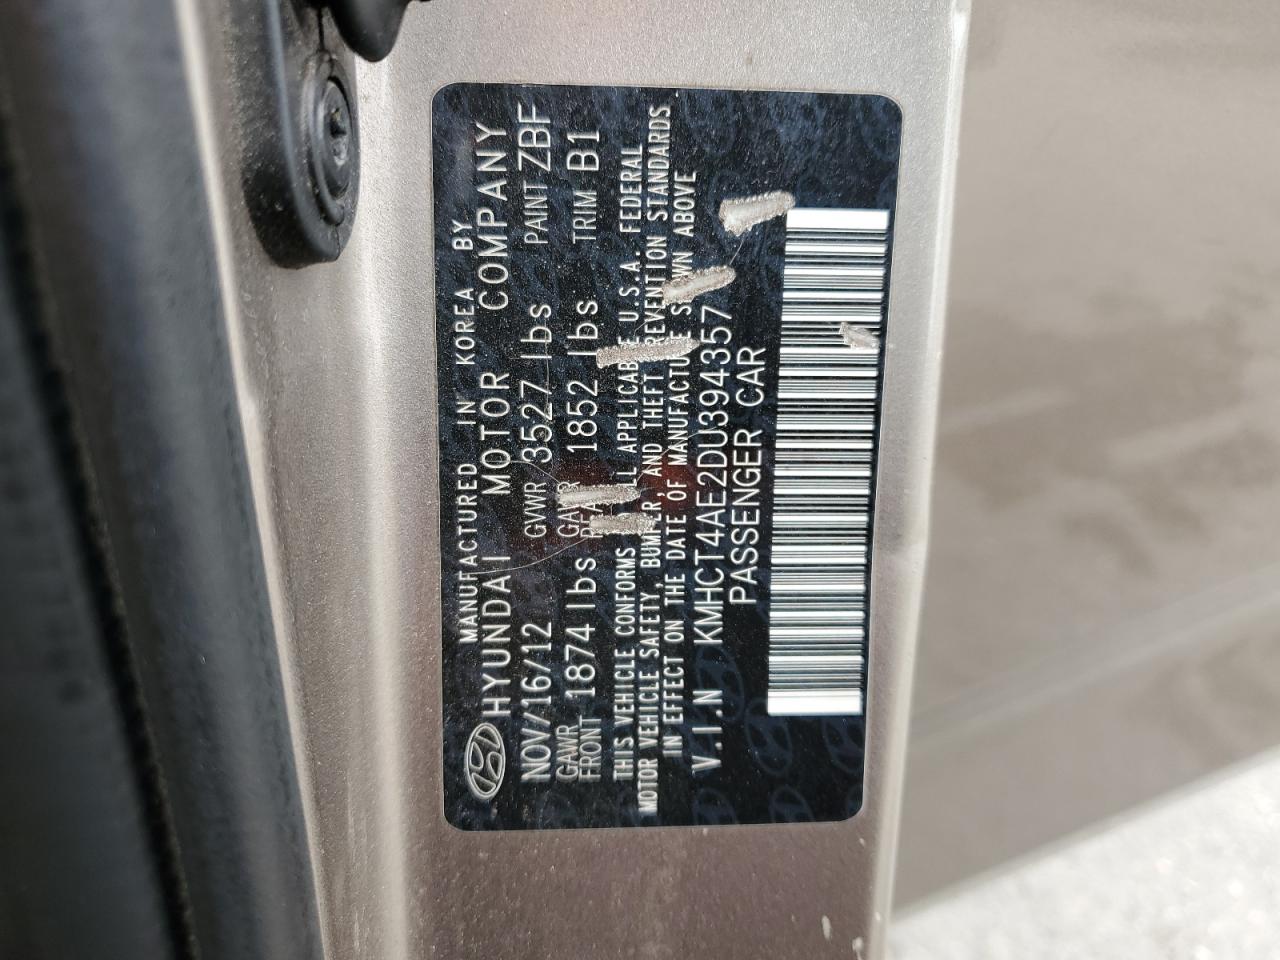 MANUFACTURED IN KOREA BY
HYUNDAI MOTOR COMPANY
NOV/16/12 GVWR 3527 lbs PAINT ZBF
GAWR FRONT 1874 lbs GAWR REAR 1852 lbs TRIM B1
THIS VEHICLE CONFORMS ALL APPLICABLE U.S.A. FEDERAL
MOTOR VEHICLE SAFETY, BUMPER, AND THEFT PREVENTION STANDARDS
IN EFFECT ON THE DATE OF MANUFACTURE SHOWN ABOVE
V.I.N KMHCT4AE2DU394357
PASSENGER CAR